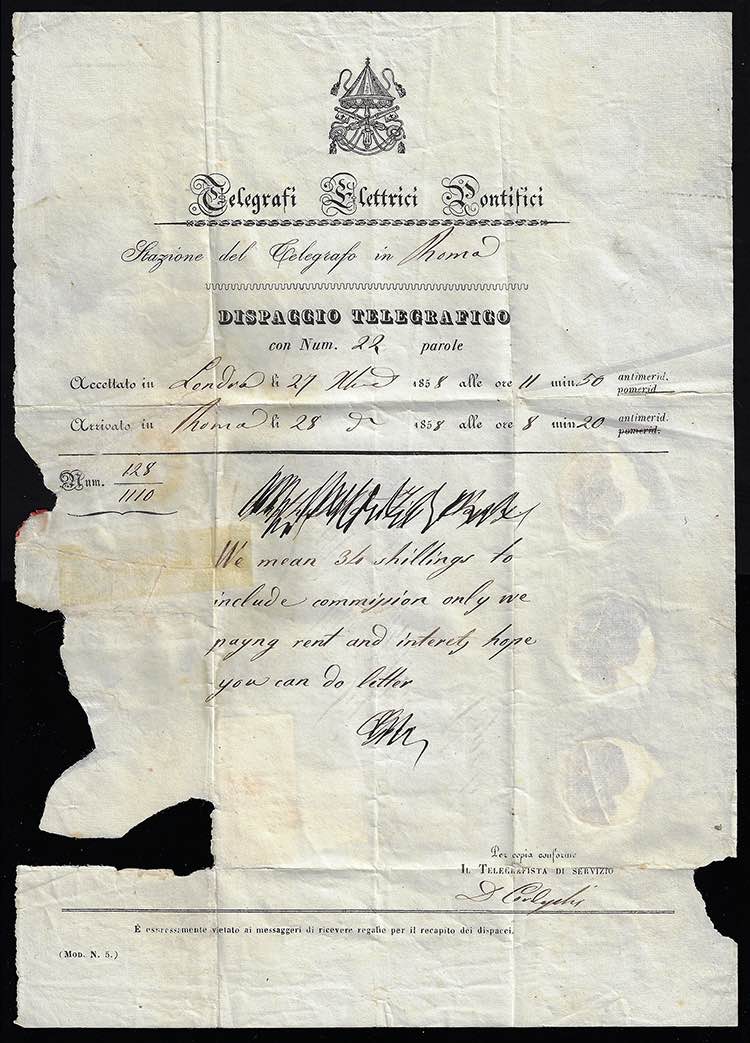 Telegrafi Elettrici Pontifici
Stazione del Telegrafo in Roma
DISPACCIO TELEGRAFICO
con Num. 22 parole
Accettato in Londra li 27 1858 alle ore 11 min 50 antimerid. pomerid.
Arrivato in Roma li 28 1858 alle ore 8 min 20 antimerid. pomerid.
Num. 128
1110
We mean 34 shillings to
include commission only we
payng rent and interets hope
you can do letter
Per copia conforme
IL TELEGRAFISTA DI SERVIZIO
È espressamente vietato ai messaggeri di ricevere regalie per il recapito dei dispacci.
(MOD. N. 5.)